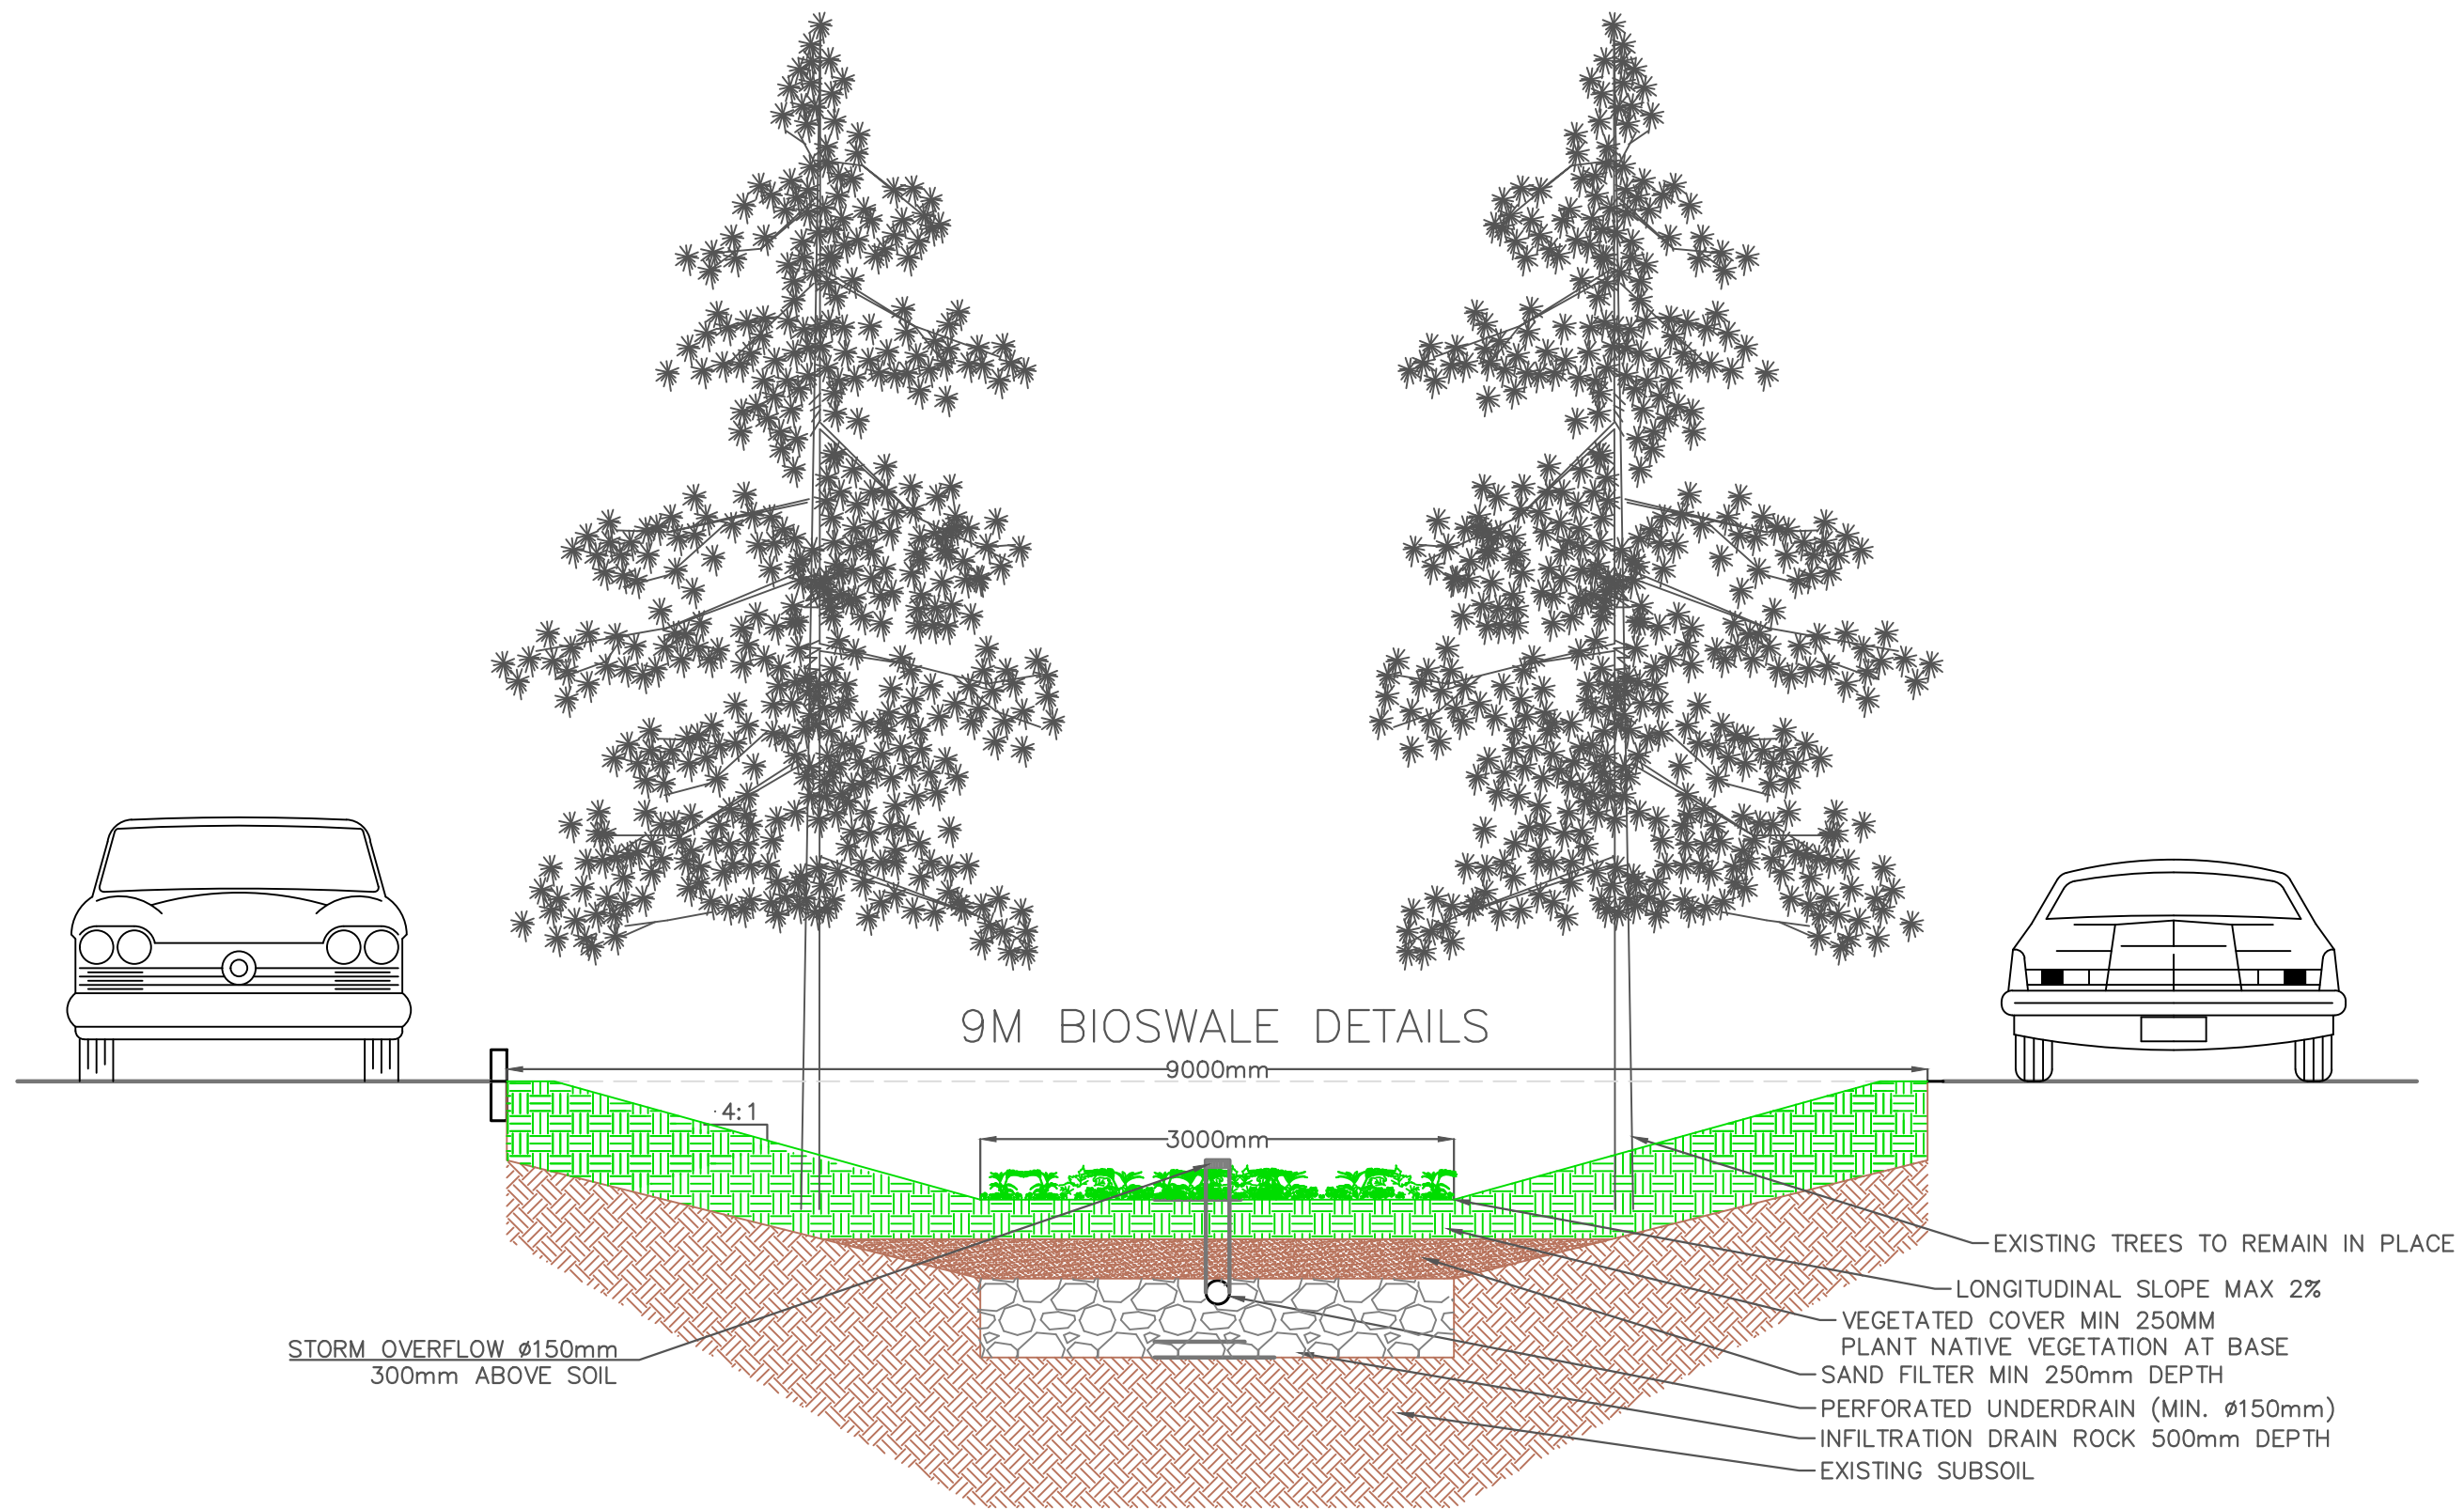 9M BIOSWALE DETAILS
9000mm
4:1
3000mm
EXISTING TREES TO REMAIN IN PLACE
LONGITUDINAL SLOPE MAX 2%
VEGETATED COVER MIN 250MM
PLANT NATIVE VEGETATION AT BASE
SAND FILTER MIN 250mm DEPTH
PERFORATED UNDERDRAIN (MIN. ø150mm)
INFILTRATION DRAIN ROCK 500mm DEPTH
EXISTING SUBSOIL
STORM OVERFLOW ø150mm
300mm ABOVE SOIL